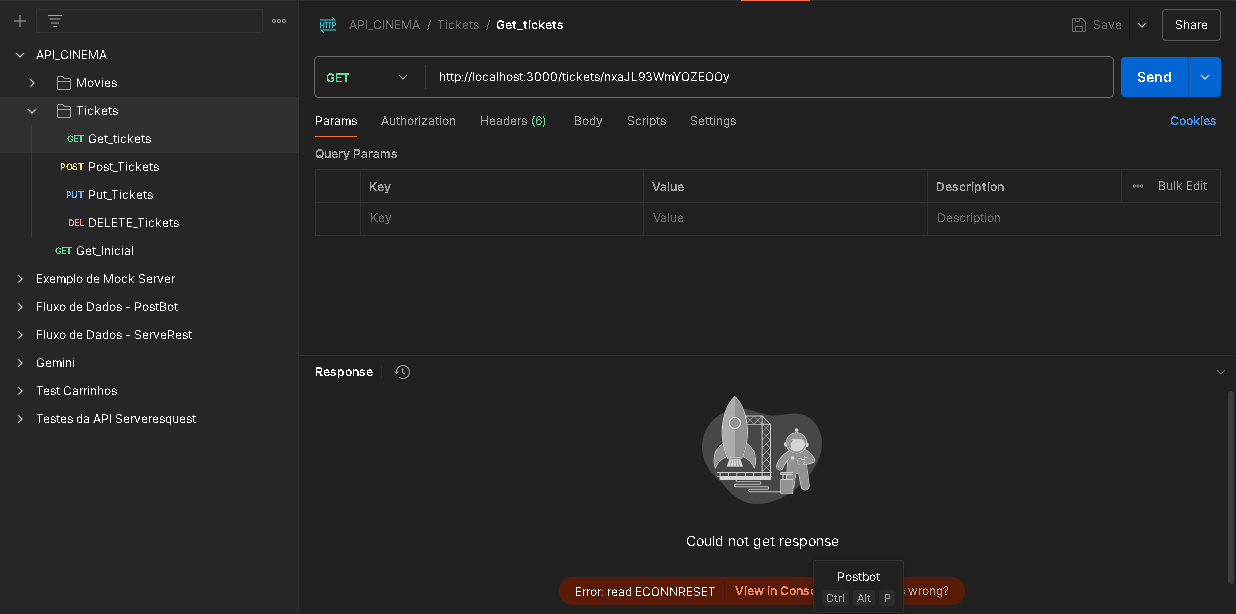 API_CINEMA
Movies
Tickets
GET Get_tickets
POST Post_Tickets
PUT Put_Tickets
DEL DELETE_Tickets
GET Get_Inicial
Exemplo de Mock Server
Fluxo de Dados - PostBot
Fluxo de Dados - ServeRest
Gemini
Test Carrinhos
Testes da API Serveresquest
HTTP API_CINEMA / Tickets / Get_tickets
Save
Share
GET http://localhost:3000/tickets/nxaJL93WmYOZEOOy
Send
Params Authorization Headers (6) Body Scripts Settings Cookies
Query Params
Key Value Description Bulk Edit
Key Value Description
Response
Could not get response
Postbot
Ctrl Alt P
Error: read ECONNRESET View in Cons wrong?